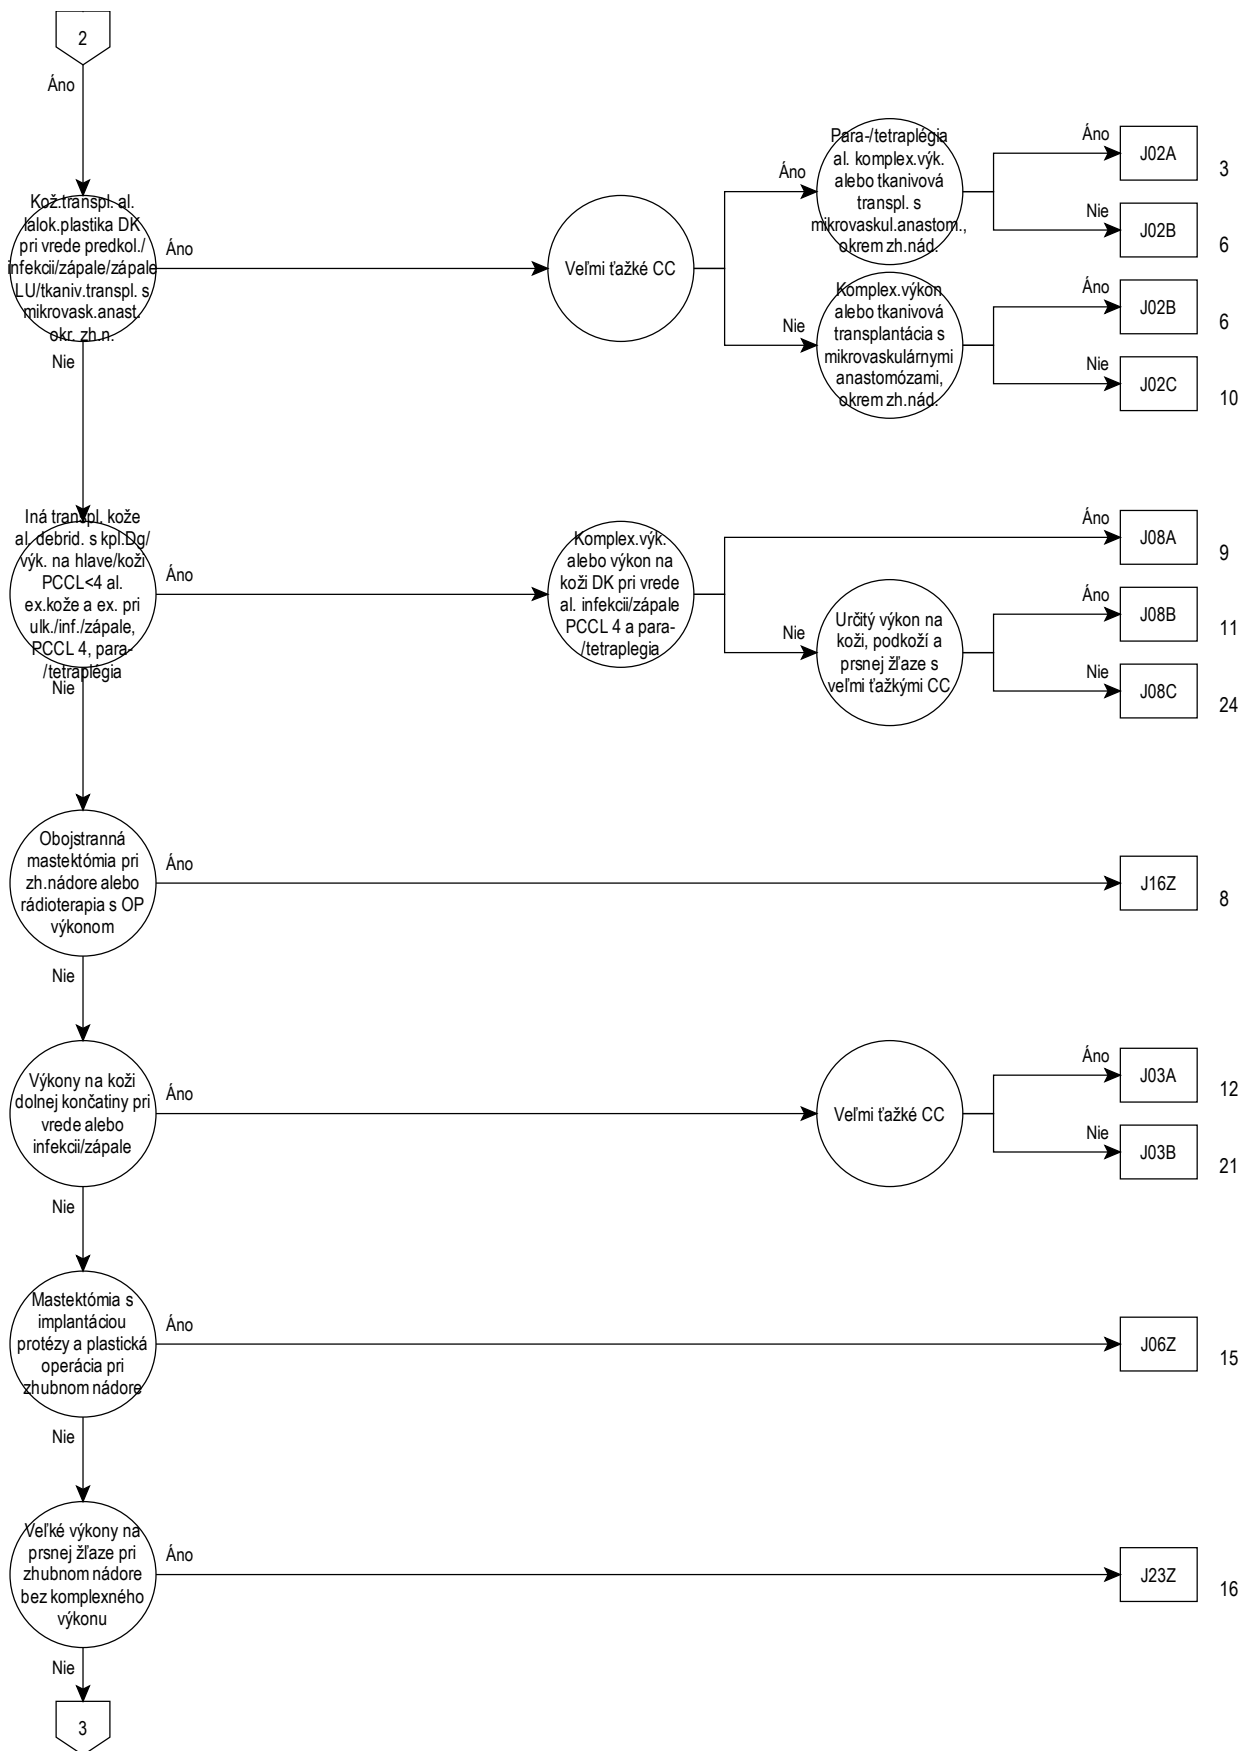 2
Áno
Kož.transpl. al.
lalok.plastika DK
pri vrede predkol./
infekcii/zápale/zápale
LU/tkaniv.transpl. s
mikrovask.anast.
okr. zh.n.
Áno
Nie
Veľmi ťažké CC
Áno
Nie
Para-/tetraplégia
al. komplex.výk.
alebo tkanivová
transpl. s
mikrovaskul.anastom.,
okrem zh.nád.
Áno
J02A
3
Nie
J02B
6
Komplex.výkon
alebo tkanivová
transplantácia s
mikrovaskulárnymi
anastomózami,
okrem zh.nád.
Áno
J02B
6
Nie
J02C
10
Iná transpl. kože
al. debrid. s kpl.Dg/
výk. na hlave/koži
PCCL<4 al.
ex.kože a ex. pri
ulk./inf./zápale,
PCCL 4, para-
/tetraplégia
Áno
Nie
Komplex.výk.
alebo výkon na
koži DK pri vrede
al. infekcii/zápale
PCCL 4 a para-
/tetraplegia
Áno
J08A
9
Nie
Určitý výkon na
koži, podkoží a
prsnej žľaze s
veľmi ťažkými CC
Áno
J08B
11
Nie
J08C
24
Obojstranná
mastektómia pri
zh.nádore alebo
rádioterapia s OP
výkonom
Áno
J16Z
8
Nie
Výkony na koži
dolnej končatiny pri
vrede alebo
infekcii/zápale
Áno
Veľmi ťažké CC
Áno
J03A
12
Nie
J03B
21
Nie
Mastektómia s
implantáciou
protézy a plastická
operácia pri
zhubnom nádore
Áno
J06Z
15
Nie
Veľké výkony na
prsnej žľaze pri
zhubnom nádore
bez komplexného
výkonu
Áno
J23Z
16
Nie
3